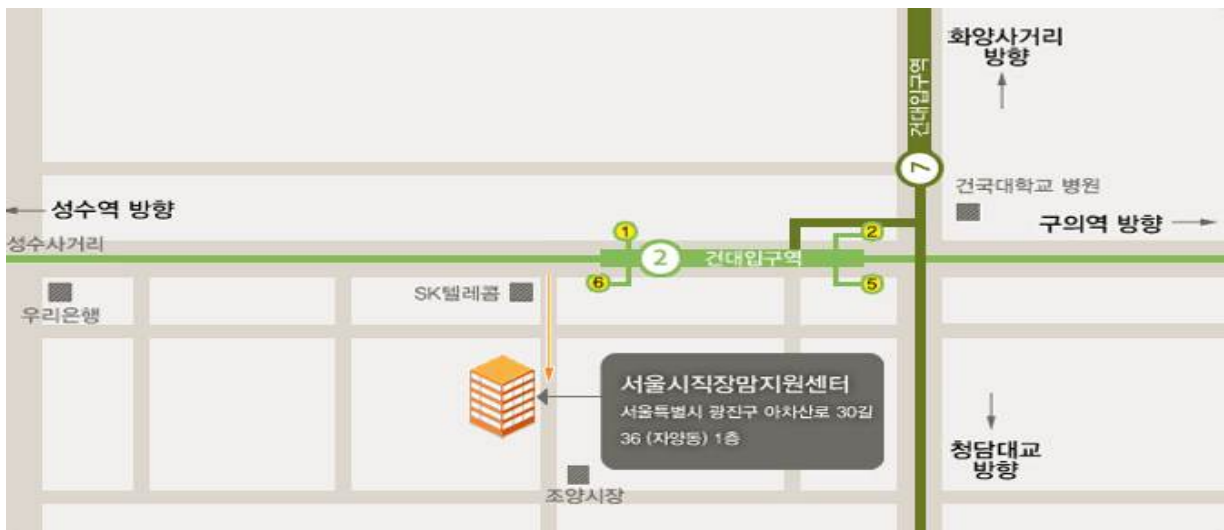 화양사거리
방향
건대입구역
7
건국대학교 병원
성수역 방향
구의역 방향
성수사거리
1
2
2
건대입구역
6
5
SK텔레콤
우리은행
서울시직장맘지원센터
서울특별시 광진구 아차산로 30길
36 (자양동) 1층
청담대교
방향
조양시장